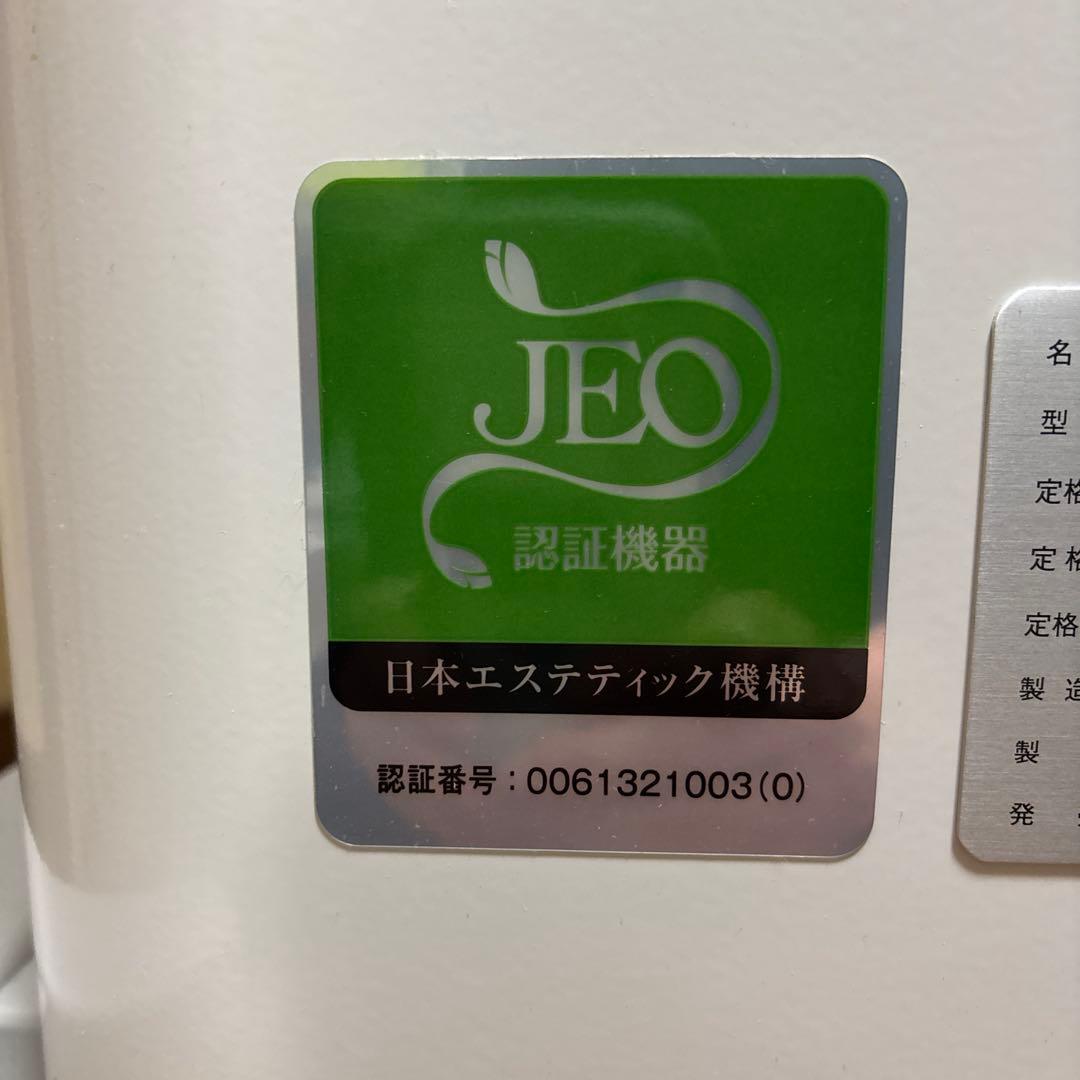 JEO
認証機器
日本エステティック機構
認証番号：0061321003(0)
名
型
定格
定格
定格
製造
製
発